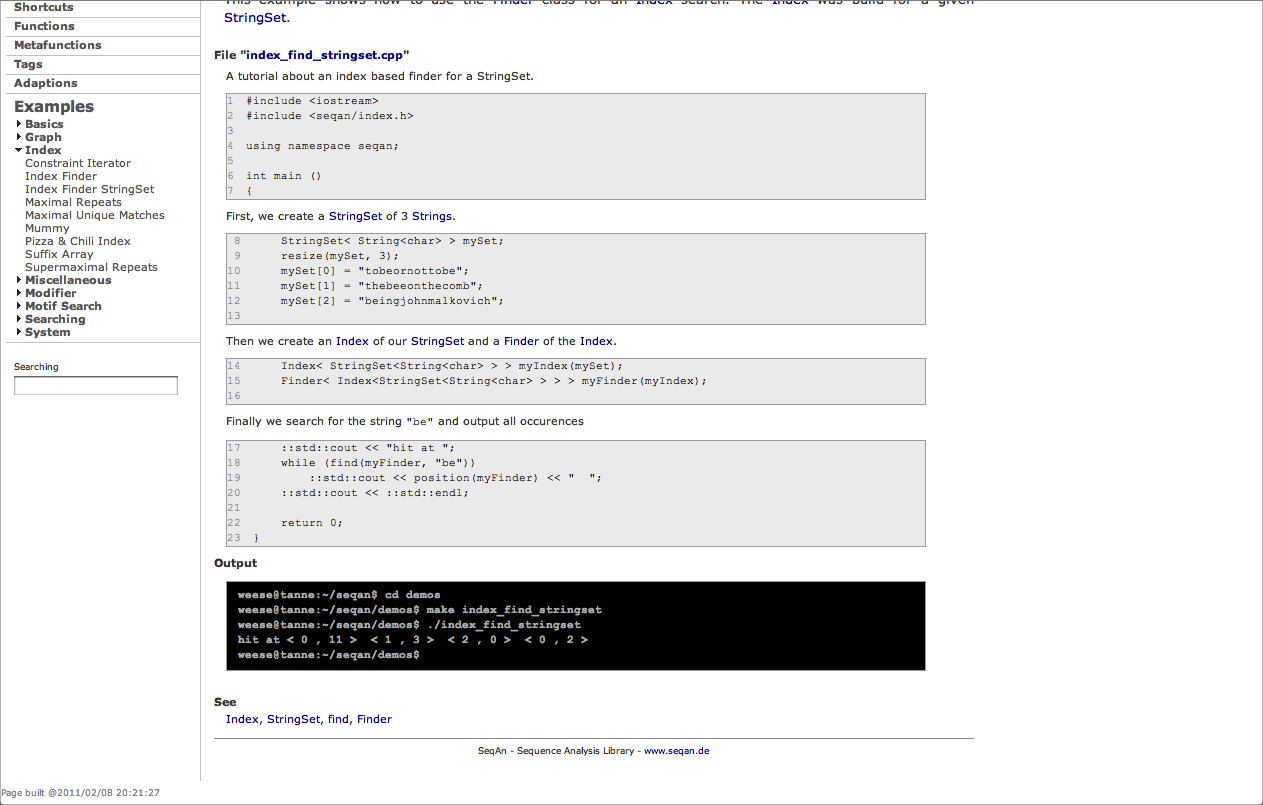 Shortcuts
Functions
Metafunctions
Tags
Adaptions
Examples
Basics
Graph
Index
Constraint Iterator
Index Finder
Index Finder StringSet
Maximal Repeats
Maximal Unique Matches
Mummy
Pizza & Chili Index
Suffix Array
Supermaximal Repeats
Miscellaneous
Modifier
Motif Search
Searching
System
Searching
This example shows how to use the Finder class for an Index search. The Index was build for a given
StringSet.
File "index_find_stringset.cpp"
A tutorial about an index based finder for a StringSet.
1 #include <iostream>
2 #include <seqan/index.h>
3
4 using namespace seqan;
5
6 int main ()
7 {
First, we create a StringSet of 3 Strings.
8 StringSet< String<char> > mySet;
9 resize(mySet, 3);
10 mySet[0] = "tobeornottobe";
11 mySet[1] = "thebeeonthecomb";
12 mySet[2] = "beingjohnmalkovich";
13
Then we create an Index of our StringSet and a Finder of the Index.
14 Index< StringSet<String<char> > > myIndex(mySet);
15 Finder< Index<StringSet<String<char> > > > myFinder(myIndex);
16
Finally we search for the string "be" and output all occurences
17 ::std::cout << "hit at ";
18 while (find(myFinder, "be"))
19 ::std::cout << position(myFinder) << "  ";
20 ::std::cout << ::std::endl;
21
22 return 0;
23 }
Output
weese@tanne:~/seqan$ cd demos
weese@tanne:~/seqan/demos$ make index_find_stringset
weese@tanne:~/seqan/demos$ ./index_find_stringset
hit at < 0 , 11 >  < 1 , 3 >  < 2 , 0 >  < 0 , 2 >
weese@tanne:~/seqan/demos$
See
Index, StringSet, find, Finder
SeqAn - Sequence Analysis Library - www.seqan.de
Page built @2011/02/08 20:21:27